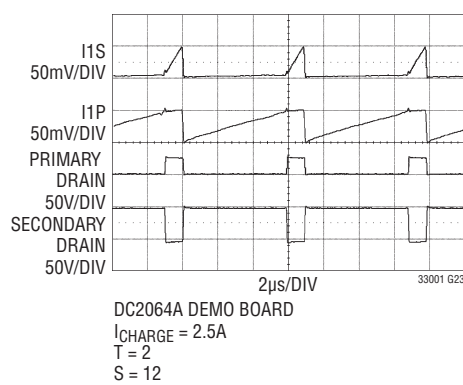 I1S
50mV/DIV
I1P
50mV/DIV
PRIMARY
DRAIN
50V/DIV
SECONDARY
DRAIN
50V/DIV
2µs/DIV
33001 G23
DC2064A DEMO BOARD
ICHARGE = 2.5A
T = 2
S = 12